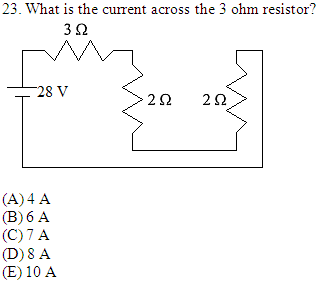 23. What is the current across the 3 ohm resistor?
3 Ω
28 V
2 Ω 2 Ω
(A) 4 A
(B) 6 A
(C) 7 A
(D) 8 A
(E) 10 A